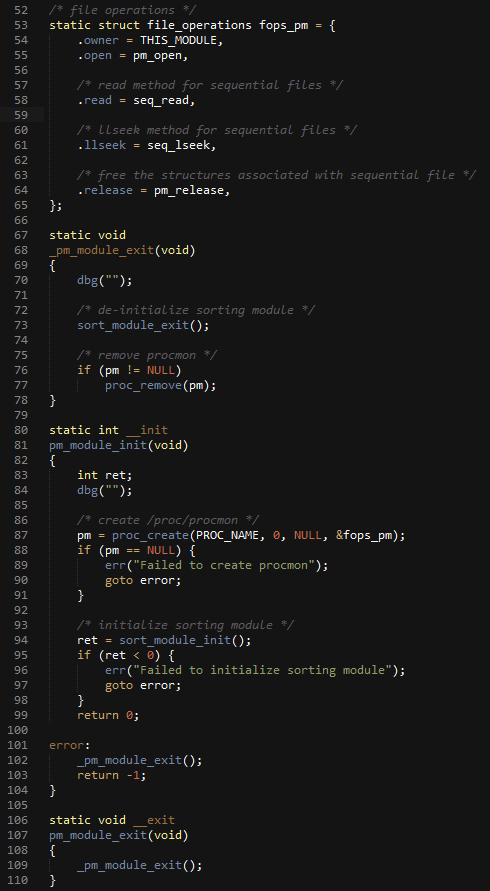 52 /* file operations */
53 static struct file_operations fops_pm = {
54     .owner = THIS_MODULE,
55     .open = pm_open,
56
57     /* read method for sequential files */
58     .read = seq_read,
59
60     /* llseek method for sequential files */
61     .llseek = seq_lseek,
62
63     /* free the structures associated with sequential file */
64     .release = pm_release,
65 };
66
67 static void
68 _pm_module_exit(void)
69 {
70     dbg("");
71
72     /* de-initialize sorting module */
73     sort_module_exit();
74
75     /* remove procmon */
76     if (pm != NULL)
77         proc_remove(pm);
78 }
79
80 static int __init
81 pm_module_init(void)
82 {
83     int ret;
84     dbg("");
85
86     /* create /proc/procmon */
87     pm = proc_create(PROC_NAME, 0, NULL, &fops_pm);
88     if (pm == NULL) {
89         err("Failed to create procmon");
90         goto error;
91     }
92
93     /* initialize sorting module */
94     ret = sort_module_init();
95     if (ret < 0) {
96         err("Failed to initialize sorting module");
97         goto error;
98     }
99     return 0;
100
101 error:
102     _pm_module_exit();
103     return -1;
104 }
105
106 static void __exit
107 pm_module_exit(void)
108 {
109     _pm_module_exit();
110 }